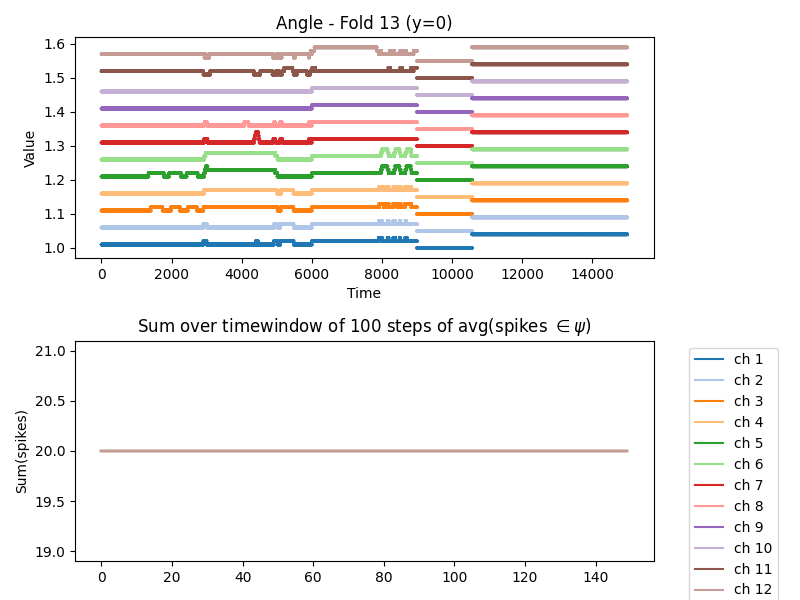 Angle - Fold 13 (y=0)
1.6
1.5
1.4
1.3
1.2
1.1
1.0
Value
0 2000 4000 6000 8000 10000 12000 14000
Time
Sum over timewindow of 100 steps of avg(spikes ∈ ψ)
21.0
20.5
20.0
19.5
19.0
Sum(spikes)
0 20 40 60 80 100 120 140
ch 1
ch 2
ch 3
ch 4
ch 5
ch 6
ch 7
ch 8
ch 9
ch 10
ch 11
ch 12